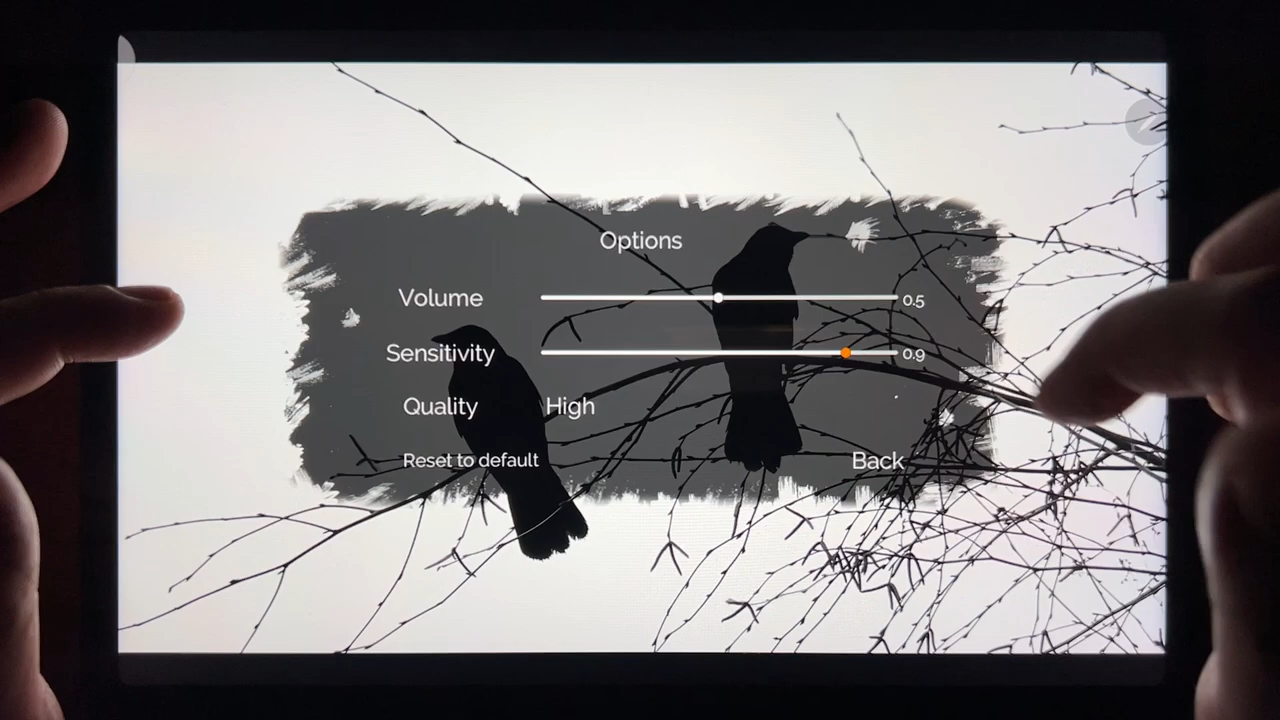 Options
Volume 0.5
Sensitivity 0.9
Quality High
Reset to default Back